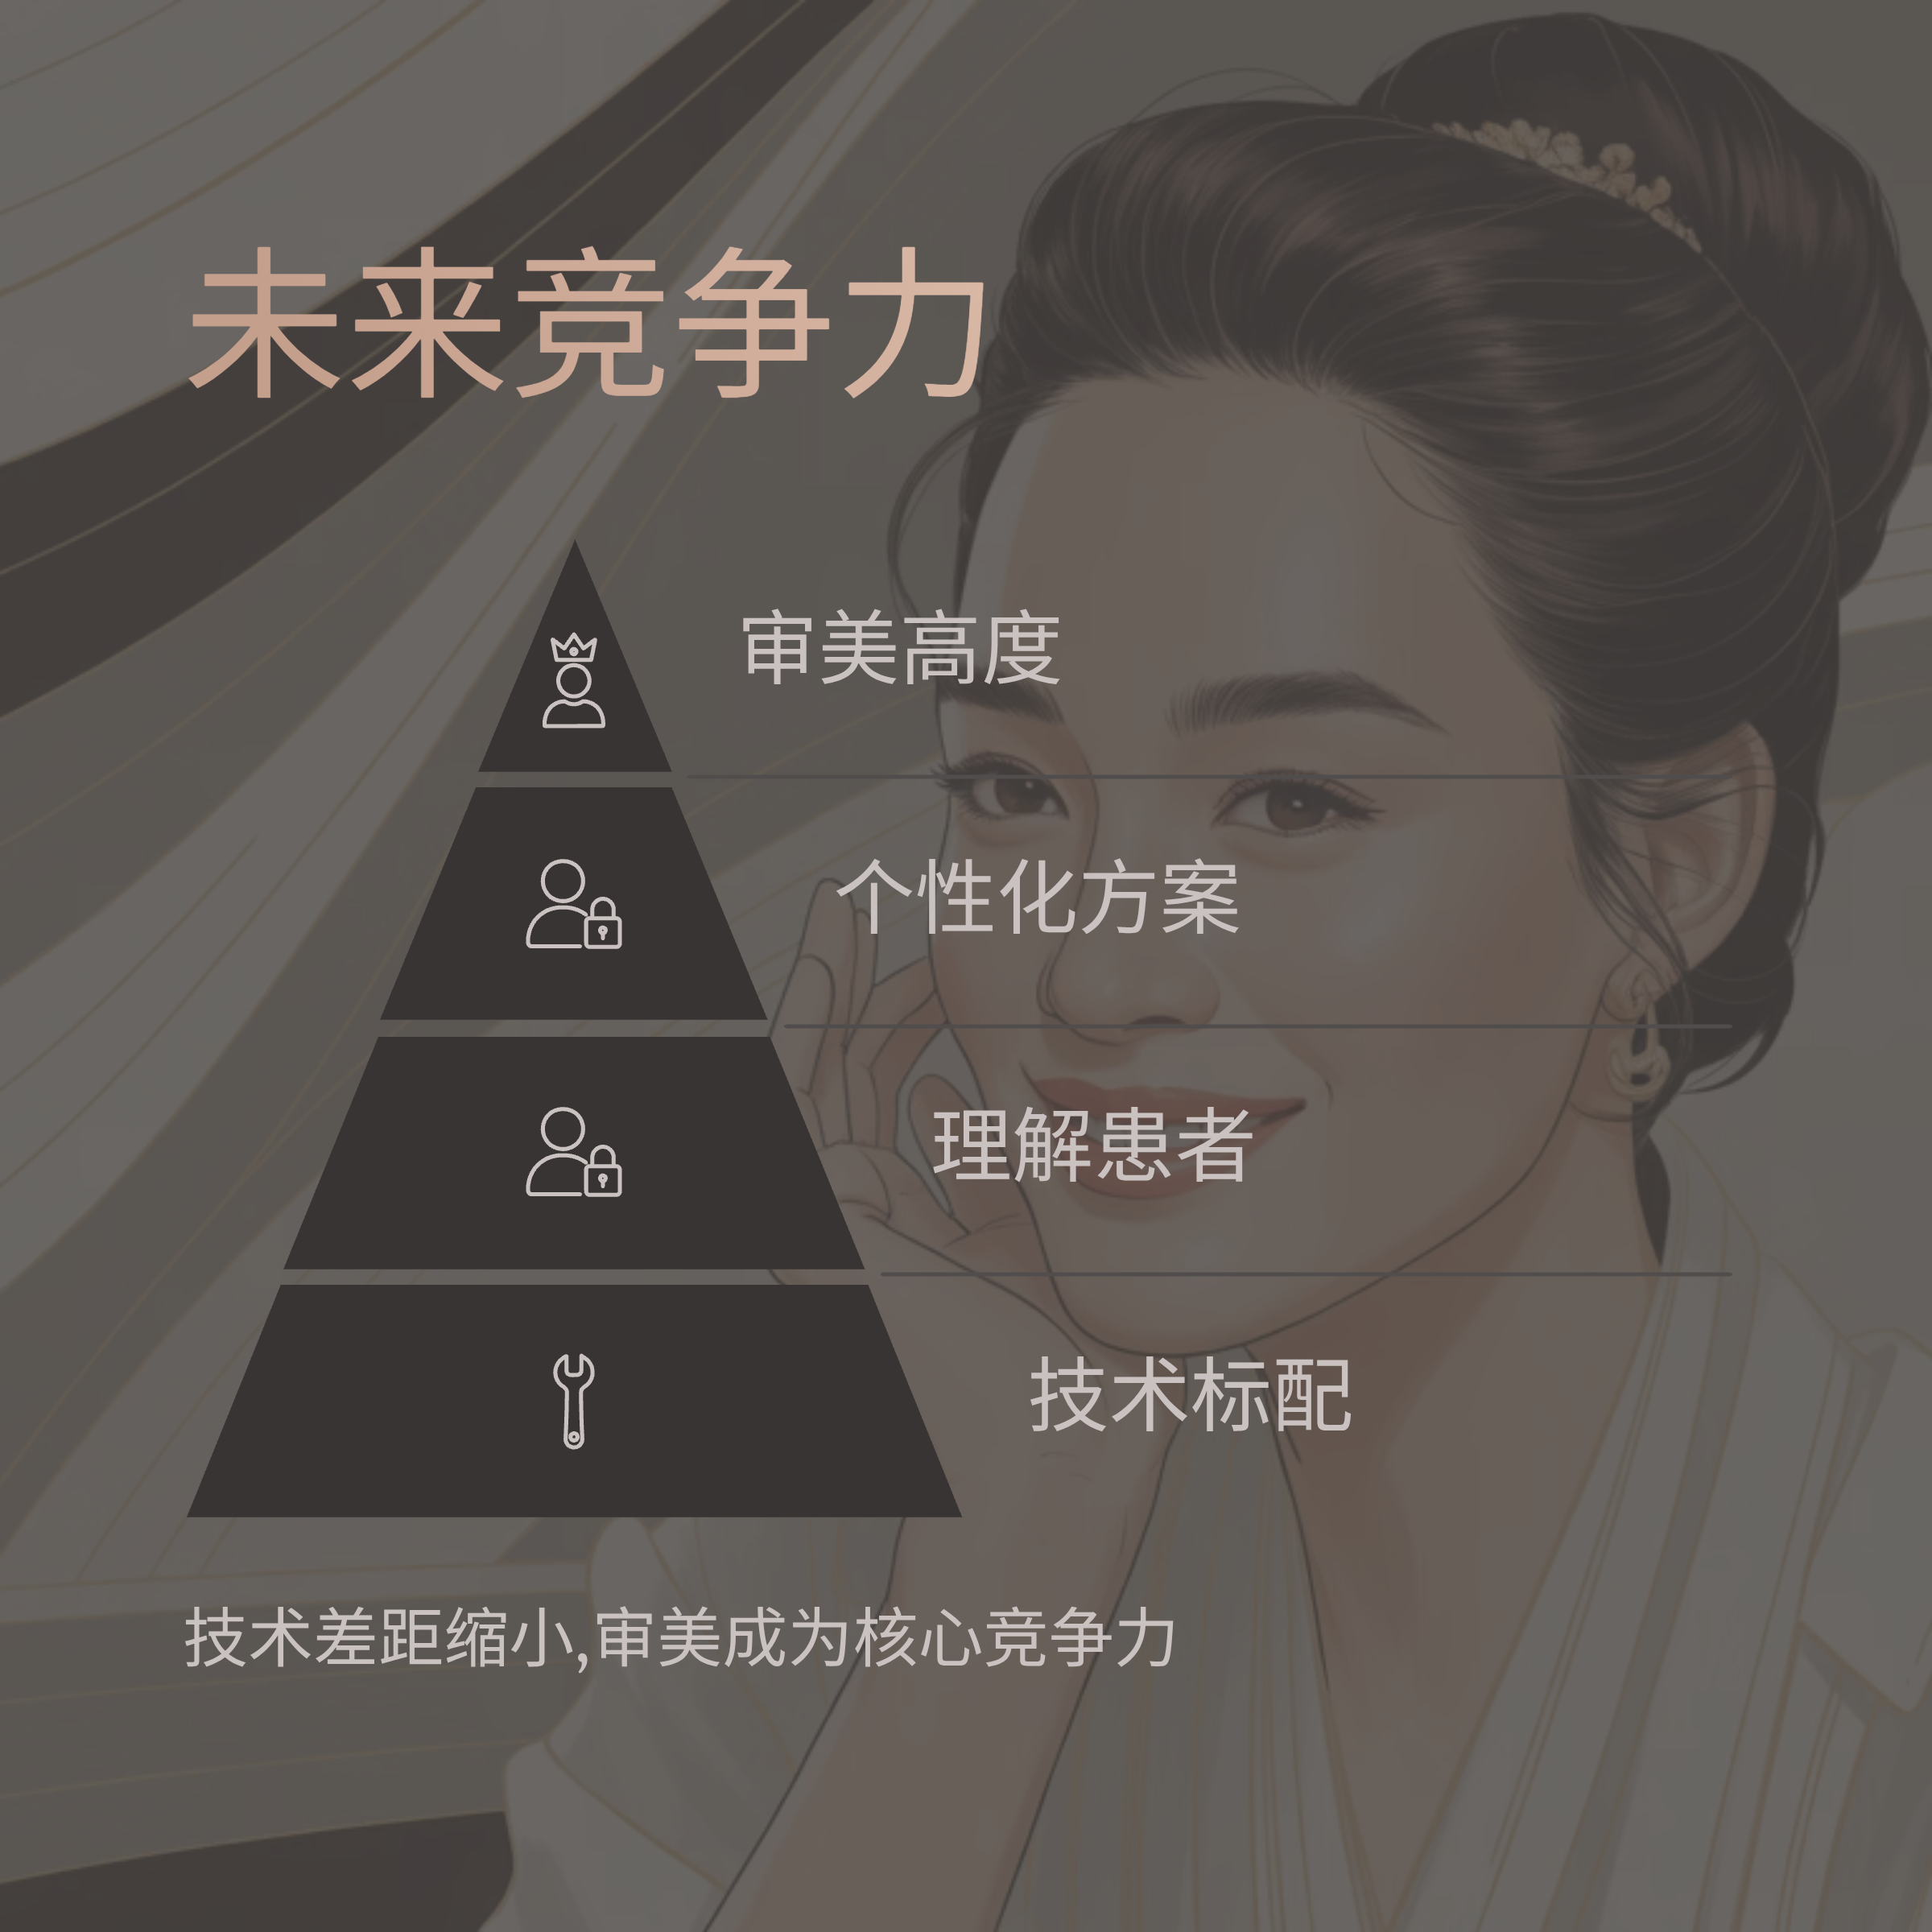 未来竞争力
审美高度
个性化方案
理解患者
技术标配
技术差距缩小,审美成为核心竞争力